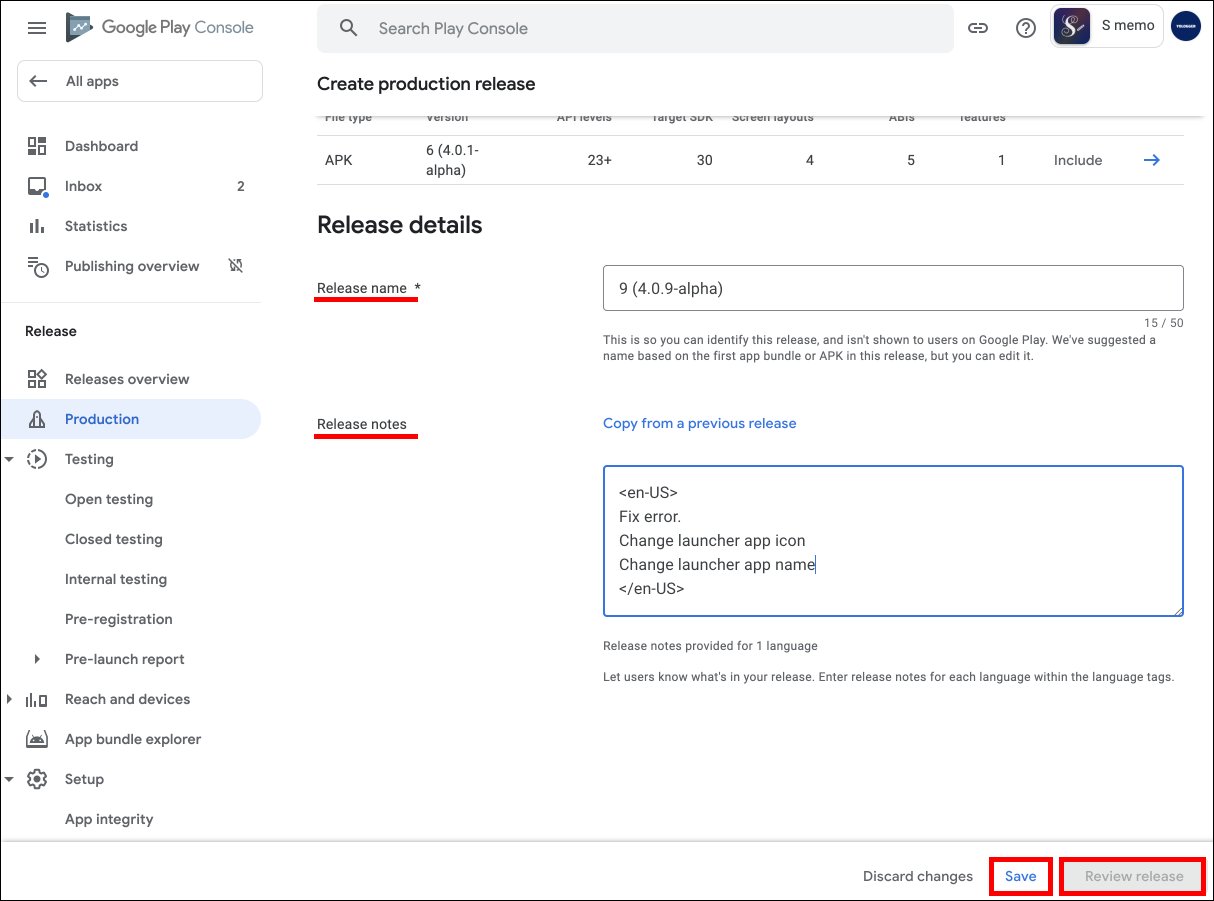 Google Play Console
Search Play Console
S memo
TOLOGGER
All apps
Create production release
File type Version API levels Target SDK Screen layouts ABIs features
APK 6 (4.0.1-alpha) 23+ 30 4 5 1 Include
Dashboard
Inbox 2
Statistics
Publishing overview
Release
Releases overview
Production
Testing
Open testing
Closed testing
Internal testing
Pre-registration
Pre-launch report
Reach and devices
App bundle explorer
Setup
App integrity
Release details
Release name *
9 (4.0.9-alpha)
15 / 50
This is so you can identify this release, and isn't shown to users on Google Play. We've suggested a
name based on the first app bundle or APK in this release, but you can edit it.
Release notes
Copy from a previous release
<en-US>
Fix error.
Change launcher app icon
Change launcher app name
</en-US>
Release notes provided for 1 language
Let users know what's in your release. Enter release notes for each language within the language tags.
Discard changes
Save
Review release